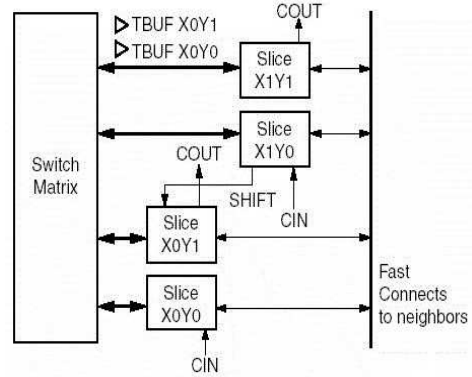 COUT
TBUF X0Y1
TBUF X0Y0
Slice
X1Y1
Slice
X1Y0
COUT
Switch
Matrix
SHIFT
CIN
Slice
X0Y1
Fast
Connects
to neighbors
Slice
X0Y0
CIN